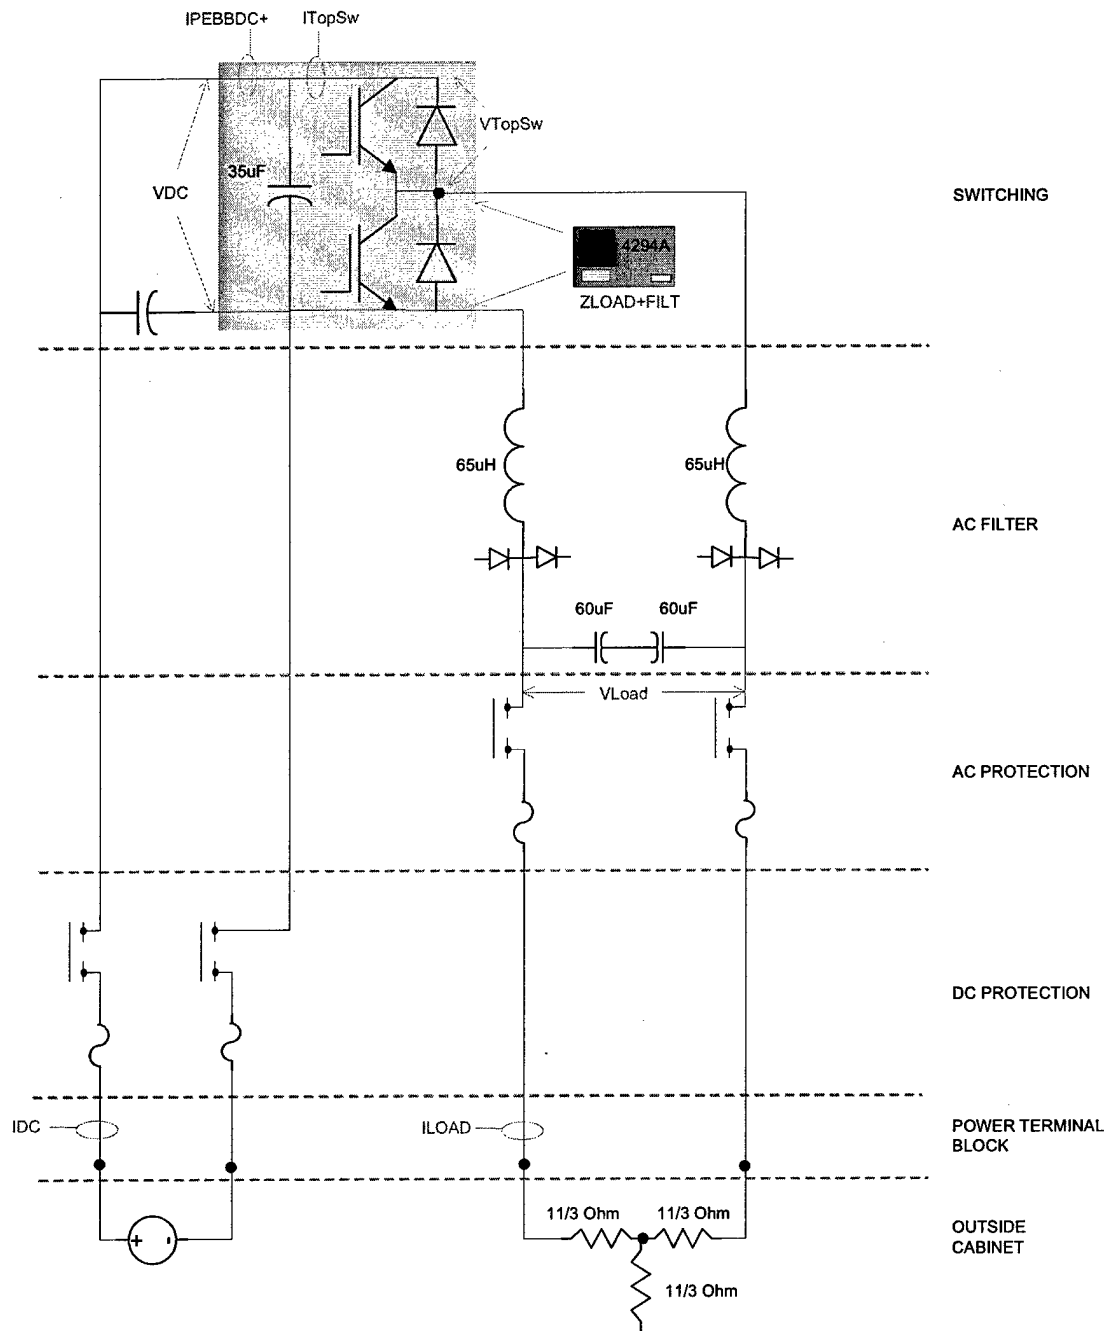 IPEBBDC+ ITopSw
VTopSw
35uF
VDC
SWITCHING
4294A
ZLOAD+FILT
65uH 65uH
AC FILTER
60uF 60uF
VLoad
AC PROTECTION
DC PROTECTION
IDC ILOAD
POWER TERMINAL
BLOCK
11/3 Ohm 11/3 Ohm
OUTSIDE
CABINET
+ -
11/3 Ohm